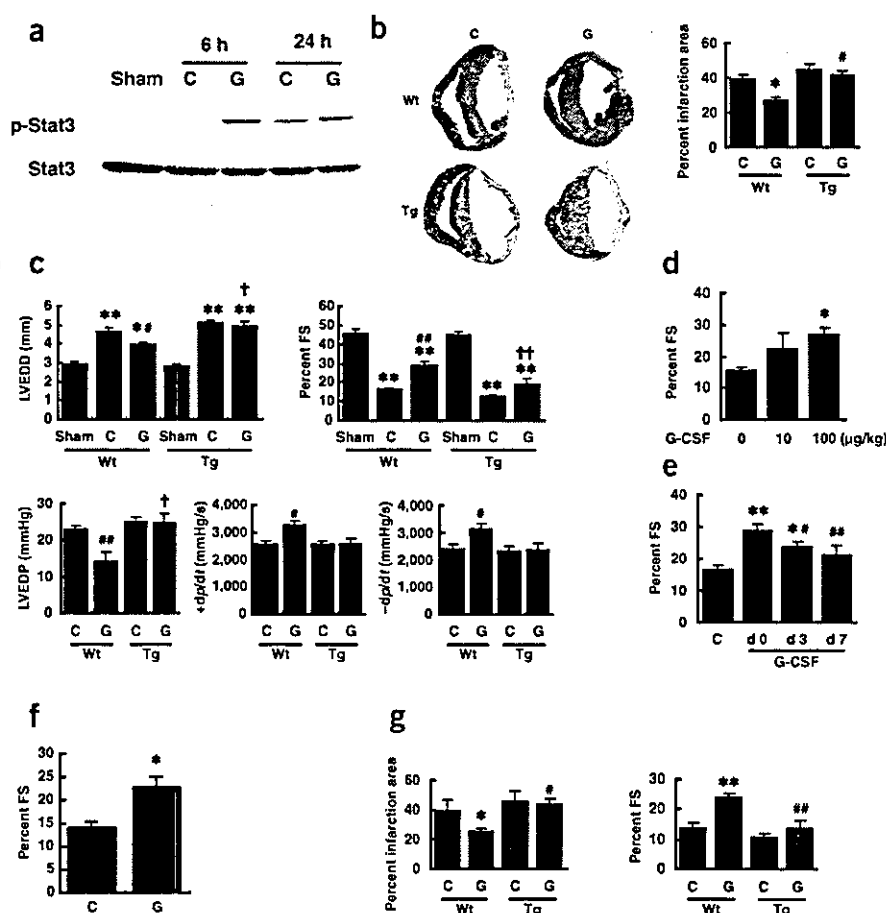 a
6 h
24 h
Sham
C
G
C
G
p-Stat3
Stat3
b
C
G
Wt
Tg
Percent infarction area
60
40
20
0
*
#
C
G
C
G
Wt
Tg
c
LVEDD (mm)
6
5
4
3
2
1
0
**
*#
**
†
**
Sham
C
G
Sham
C
G
Wt
Tg
Percent FS
60
50
40
30
20
10
0
**
##
**
**
††
**
Sham
C
G
Sham
C
G
Wt
Tg
d
Percent FS
40
30
20
10
0
*
G-CSF
0
10
100 (µg/kg)
LVEDP (mmHg)
30
20
10
0
##
†
C
G
C
G
Wt
Tg
+dp/dt (mmHg/s)
4,000
3,000
2,000
1,000
0
#
C
G
C
G
Wt
Tg
−dp/dt (mmHg/s)
4,000
3,000
2,000
1,000
0
#
C
G
C
G
Wt
Tg
e
Percent FS
40
30
20
10
0
**
*#
##
C
d 0
d 3
d 7
G-CSF
f
Percent FS
30
25
20
15
10
5
0
*
C
G
g
Percent infarction area
60
40
20
0
*
#
C
G
C
G
Wt
Tg
Percent FS
30
20
10
0
**
##
C
G
C
G
Wt
Tg